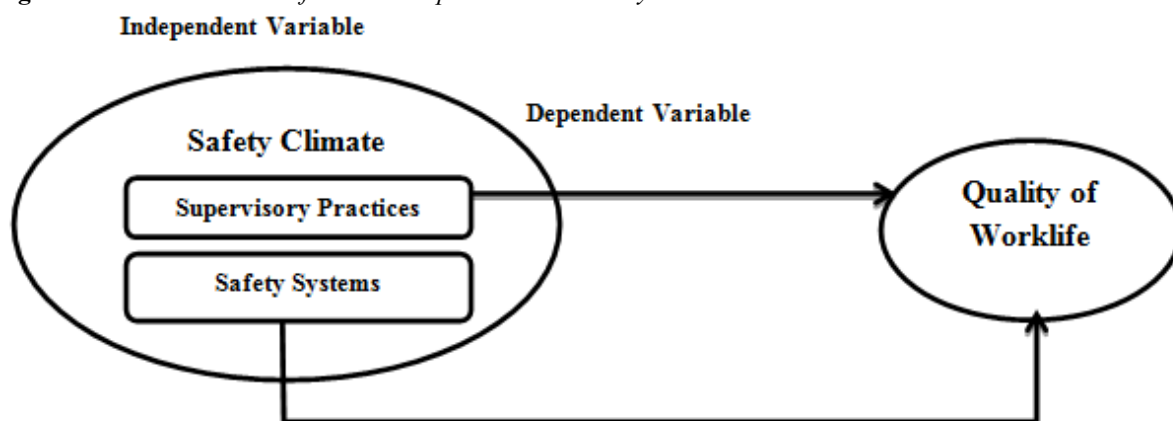 Independent Variable
Dependent Variable
Safety Climate
Supervisory Practices
Safety Systems
Quality of
Worklife